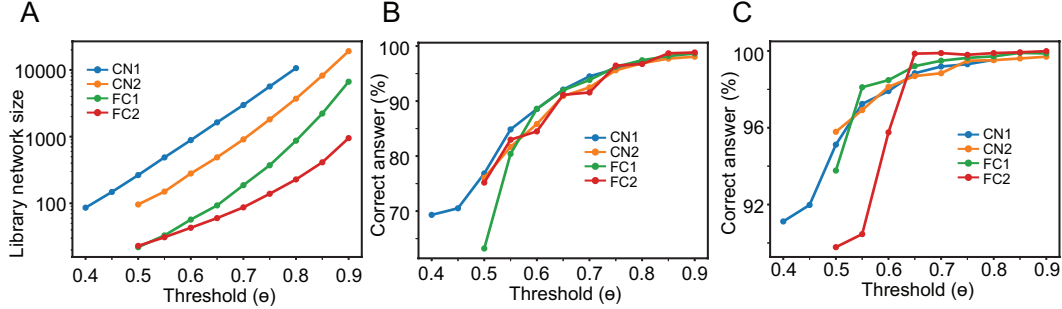 A
Library network size
10000
1000
100
CN1
CN2
FC1
FC2
0.4 0.5 0.6 0.7 0.8 0.9
Threshold (ɵ)
B
Correct answer (%)
100
90
80
70
CN1
CN2
FC1
FC2
0.4 0.5 0.6 0.7 0.8 0.9
Threshold (ɵ)
C
Correct answer (%)
100
96
92
CN1
CN2
FC1
FC2
0.4 0.5 0.6 0.7 0.8 0.9
Threshold (ɵ)